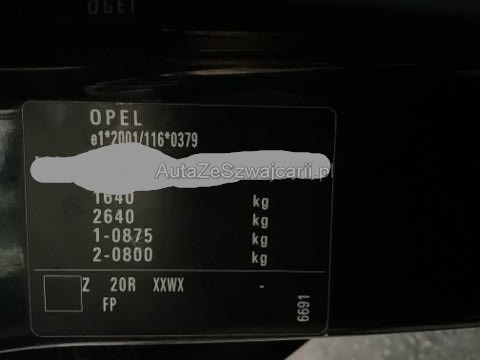 OPEL
e1*2001/116*0379
AutaZeSzwajcarii.pl
1640 kg
2640 kg
1-0875 kg
2-0800 kg
Z 20R XXWX -
FP
6691